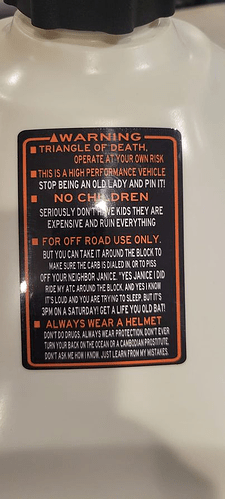 WARNING
TRIANGLE OF DEATH,
OPERATE AT YOUR OWN RISK
THIS IS A HIGH PERFORMANCE VEHICLE
STOP BEING AN OLD LADY AND PIN IT!
NO CHILDREN
SERIOUSLY DON'T HAVE KIDS THEY ARE
EXPENSIVE AND RUIN EVERYTHING
FOR OFF ROAD USE ONLY.
BUT YOU CAN TAKE IT AROUND THE BLOCK TO
MAKE SURE THE CARB IS DIALED IN, OR TO PISS
OFF YOUR NEIGHBOR JANICE. "YES JANICE I DID
RIDE MY ATC AROUND THE BLOCK, AND YES I KNOW
IT'S LOUD AND YOU ARE TRYING TO SLEEP, BUT IT'S
3PM ON A SATURDAY! GET A LIFE YOU OLD BAT!
ALWAYS WEAR A HELMET
DON'T DO DRUGS, ALWAYS WEAR PROTECTION, DON'T EVER
TURN YOUR BACK ON THE OCEAN OR A CAMBODIAN PROSTITUTE.
DON'T ASK ME HOW I KNOW, JUST LEARN FROM MY MISTAKES.